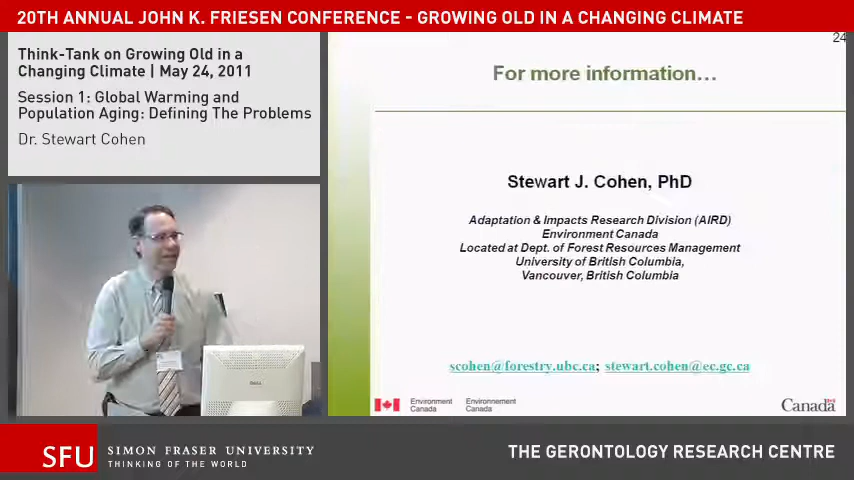 20TH ANNUAL JOHN K. FRIESEN CONFERENCE - GROWING OLD IN A CHANGING CLIMATE
Think-Tank on Growing Old in a
Changing Climate | May 24, 2011
Session 1: Global Warming and
Population Aging: Defining The Problems
Dr. Stewart Cohen
24
For more information...
Stewart J. Cohen, PhD
Adaptation & Impacts Research Division (AIRD)
Environment Canada
Located at Dept. of Forest Resources Management
University of British Columbia,
Vancouver, British Columbia
scohen@forestry.ubc.ca; stewart.cohen@ec.gc.ca
Environment Environnement
Canada Canada
Canada
SFU SIMON FRASER UNIVERSITY
THINKING OF THE WORLD
THE GERONTOLOGY RESEARCH CENTRE